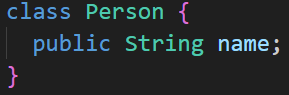 class Person {
  public String name;
}